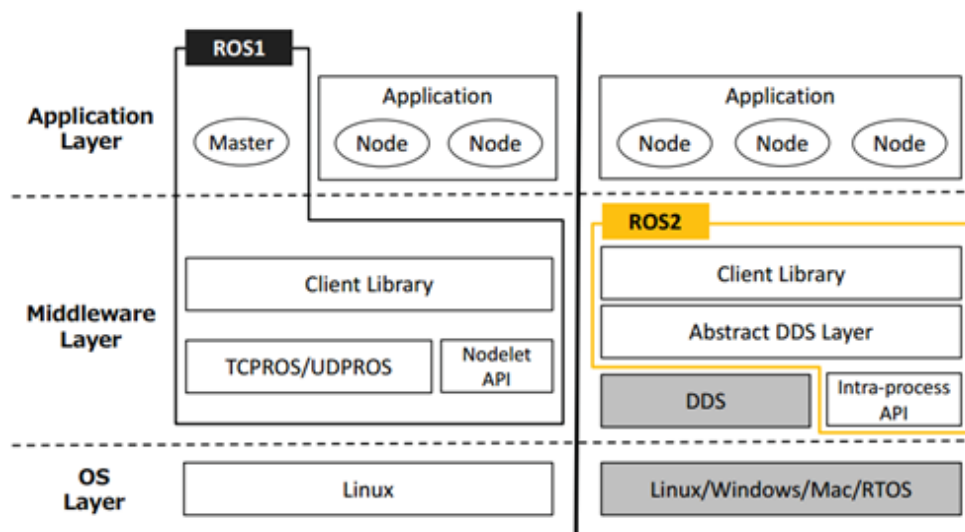 ROS1
Application
Layer
Master
Application
Node
Node
Application
Node
Node
Node
Middleware
Layer
Client Library
TCPROS/UDPROS
Nodelet
API
ROS2
Client Library
Abstract DDS Layer
DDS
Intra-process
API
OS
Layer
Linux
Linux/Windows/Mac/RTOS